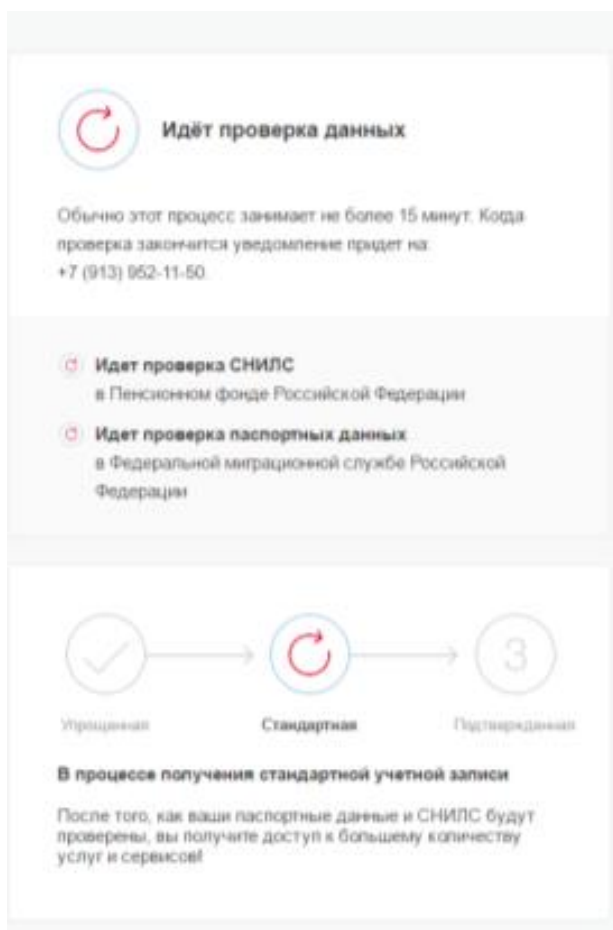 Идёт проверка данных
Обычно этот процесс занимает не более 15 минут. Когда
проверка закончится уведомление придет на:
+7 (913) 952-11-50.
Идет проверка СНИЛС
в Пенсионном фонде Российской Федерации
Идет проверка паспортных данных
в Федеральной миграционной службе Российской
Федерации
3
Упрощенная Стандартная Подтвержденная
В процессе получения стандартной учетной записи
После того, как ваши паспортные данные и СНИЛС будут
проверены, вы получите доступ к большему количеству
услуг и сервисов!